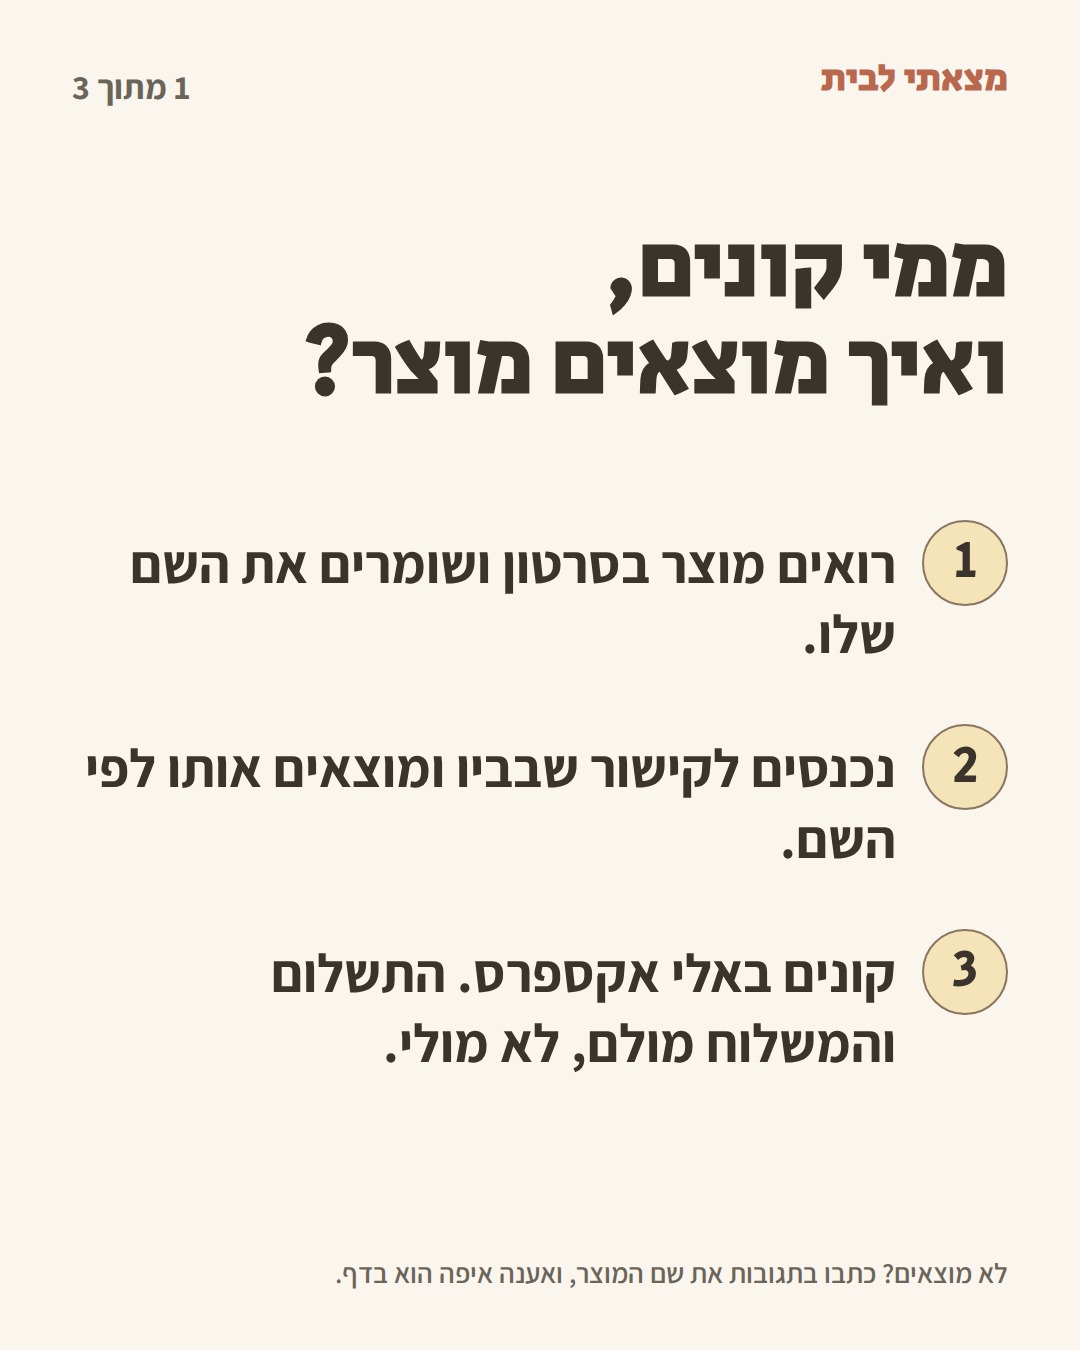 מצאתי לבית
1 מתוך 3
ממי קונים,
ואיך מוצאים מוצר?
1
רואים מוצר בסרטון ושומרים את השם
שלו.
2
נכנסים לקישור שבביו ומוצאים אותו לפי
השם.
3
קונים באלי אקספרס. התשלום
והמשלוח מולם, לא מולי.
לא מוצאים? כתבו בתגובות את שם המוצר, ואענה איפה הוא בדף.